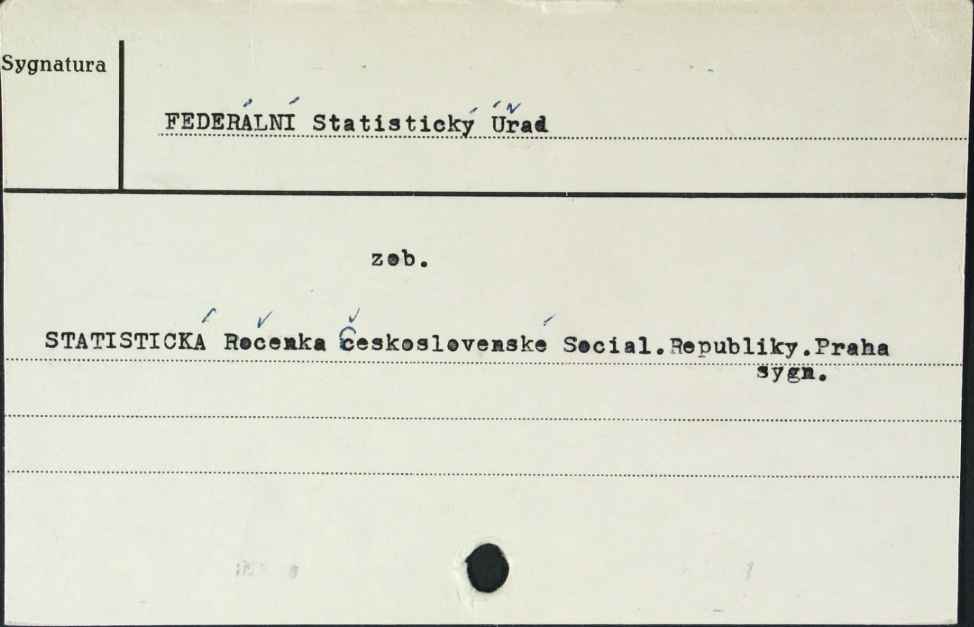 Sygnatura
FEDERÁLNÍ Statistický Úřad
zob.
STATISTICKÁ Ročenka Československé Social.Republiky.Praha
sygn.